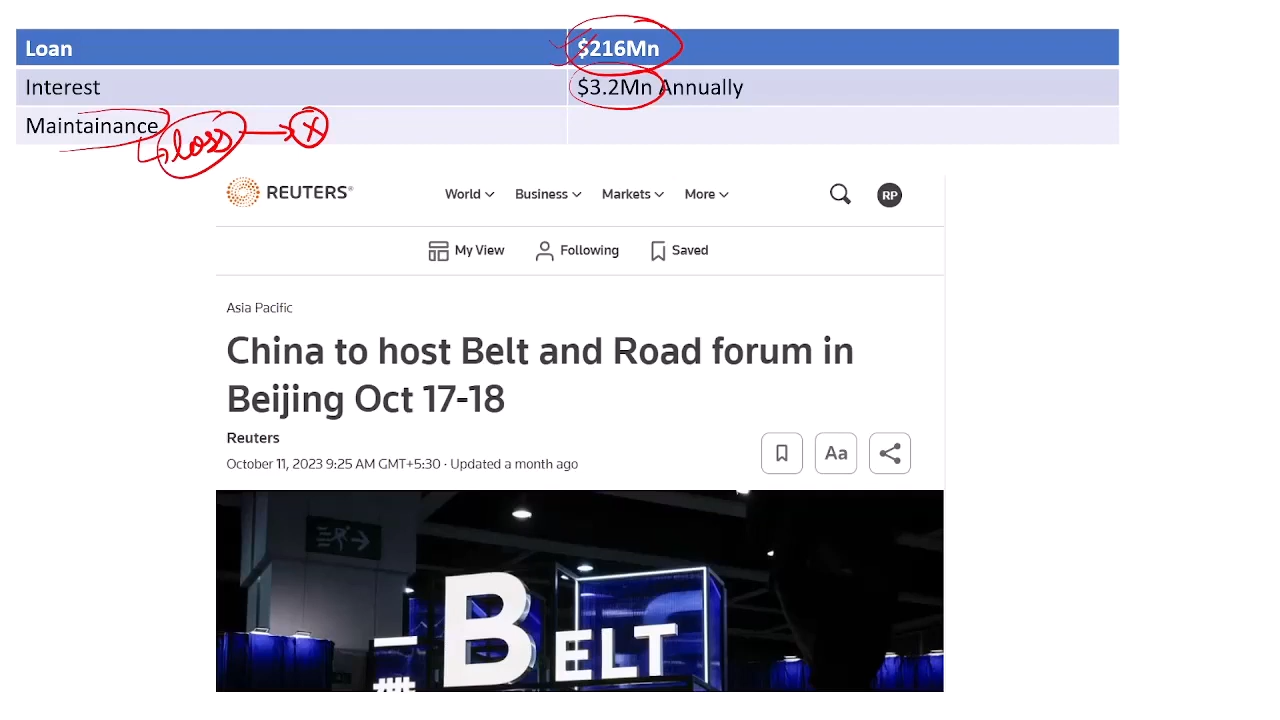 Loan $216Mn
Interest $3.2Mn Annually
Maintainance
loss X
REUTERS®
World Business Markets More
RP
My View Following Saved
Asia Pacific
China to host Belt and Road forum in
Beijing Oct 17-18
Reuters
October 11, 2023 9:25 AM GMT+5:30 · Updated a month ago
Aa
BELT